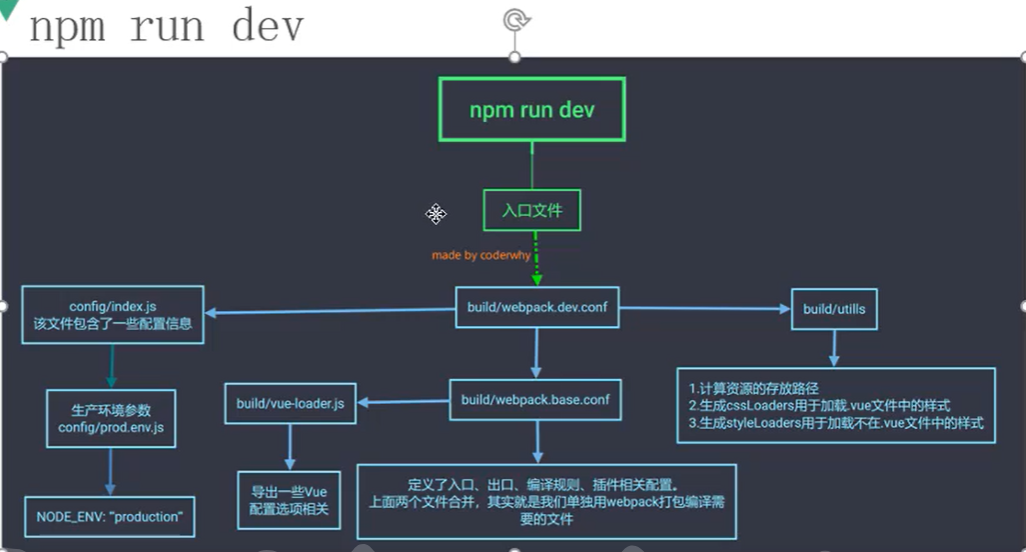 npm run dev
npm run dev
入口文件
made by coderwhy
config/index.js
该文件包含了一些配置信息
build/webpack.dev.conf
build/utills
生产环境参数
config/prod.env.js
build/vue-loader.js
build/webpack.base.conf
1.计算资源的存放路径
2.生成cssLoaders用于加载.vue文件中的样式
3.生成styleLoaders用于加载不在.vue文件中的样式
NODE_ENV: "production"
导出一些Vue
配置选项相关
定义了入口、出口、编译规则、插件相关配置。
上面两个文件合并，其实就是我们单独用webpack打包编译需
要的文件